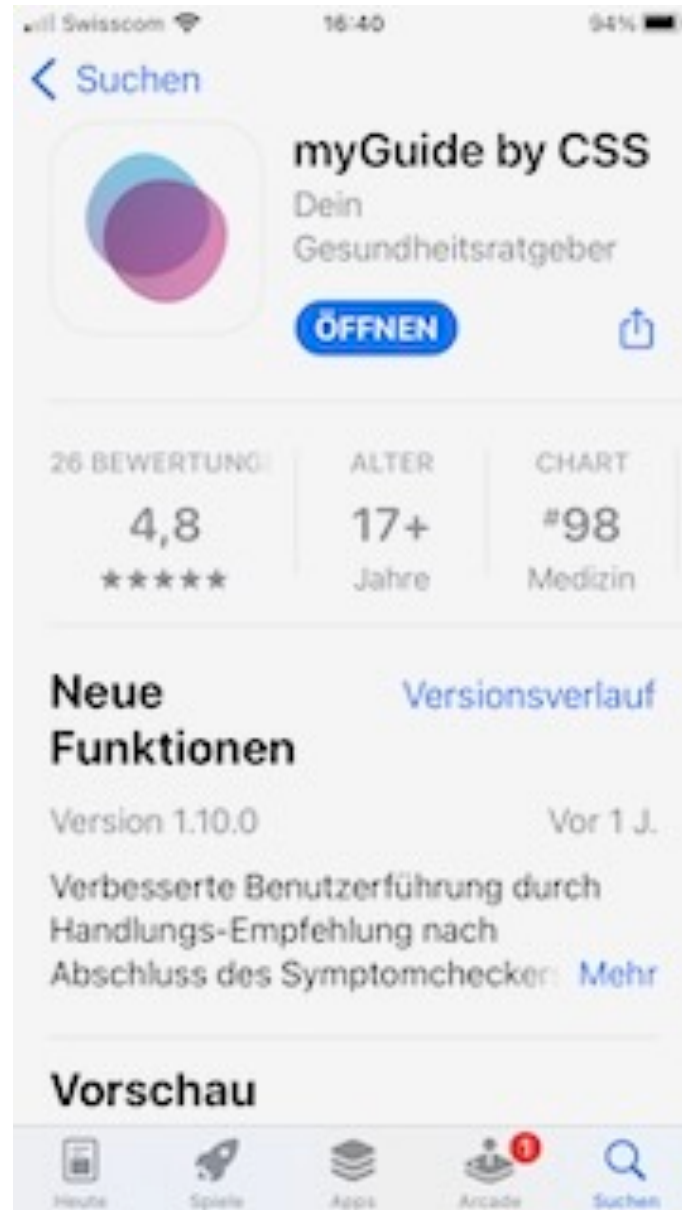 Swisscom 16:40 94%
Suchen
myGuide by CSS
Dein
Gesundheitsratgeber
ÖFFNEN
26 BEWERTUNG ALTER CHART
4,8 17+ #98
★★★★★ Jahre Medizin
Neue Versionsverlauf
Funktionen
Version 1.10.0 Vor 1 J.
Verbesserte Benutzerführung durch
Handlungs-Empfehlung nach
Abschluss des Symptomchecker Mehr
Vorschau
1
Heute Spiele Apps Arcade Suchen